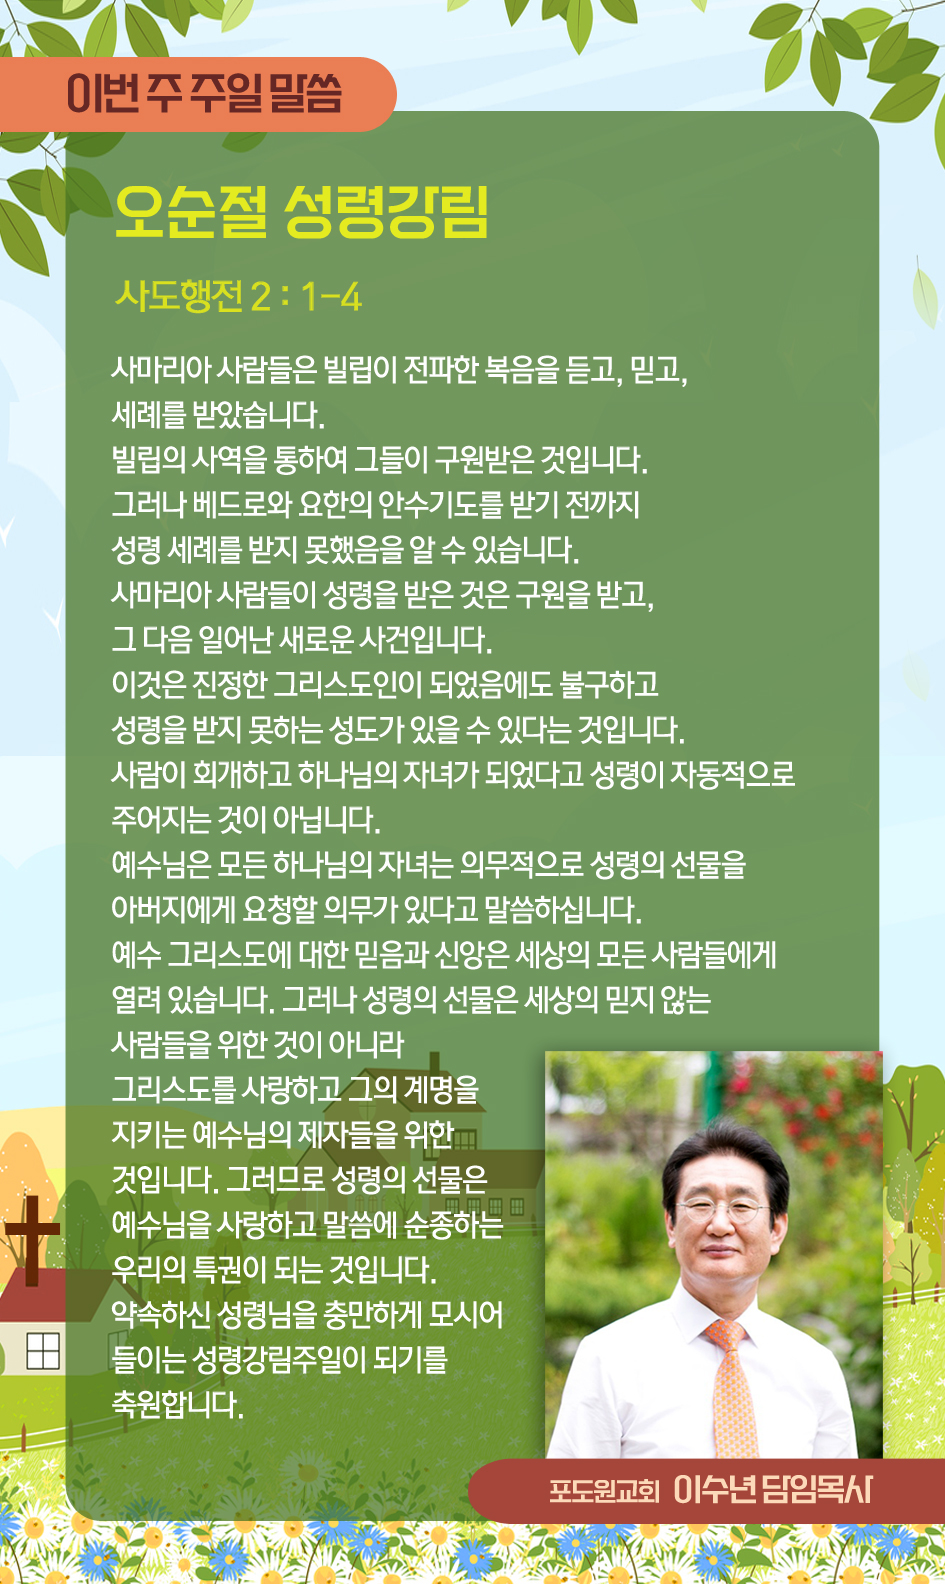 이번 주 주일 말씀
오순절 성령강림
사도행전 2 : 1-4
사마리아 사람들은 빌립이 전파한 복음을 듣고, 믿고,
세례를 받았습니다.
빌립의 사역을 통하여 그들이 구원받은 것입니다.
그러나 베드로와 요한의 안수기도를 받기 전까지
성령 세례를 받지 못했음을 알 수 있습니다.
사마리아 사람들이 성령을 받은 것은 구원을 받고,
그 다음 일어난 새로운 사건입니다.
이것은 진정한 그리스도인이 되었음에도 불구하고
성령을 받지 못하는 성도가 있을 수 있다는 것입니다.
사람이 회개하고 하나님의 자녀가 되었다고 성령이 자동적으로
주어지는 것이 아닙니다.
예수님은 모든 하나님의 자녀는 의무적으로 성령의 선물을
아버지에게 요청할 의무가 있다고 말씀하십니다.
예수 그리스도에 대한 믿음과 신앙은 세상의 모든 사람들에게
열려 있습니다. 그러나 성령의 선물은 세상의 믿지 않는
사람들을 위한 것이 아니라
그리스도를 사랑하고 그의 계명을
지키는 예수님의 제자들을 위한
것입니다. 그러므로 성령의 선물은
예수님을 사랑하고 말씀에 순종하는
우리의 특권이 되는 것입니다.
약속하신 성령님을 충만하게 모시어
들이는 성령강림주일이 되기를
축원합니다.
포도원교회 이수년 담임목사